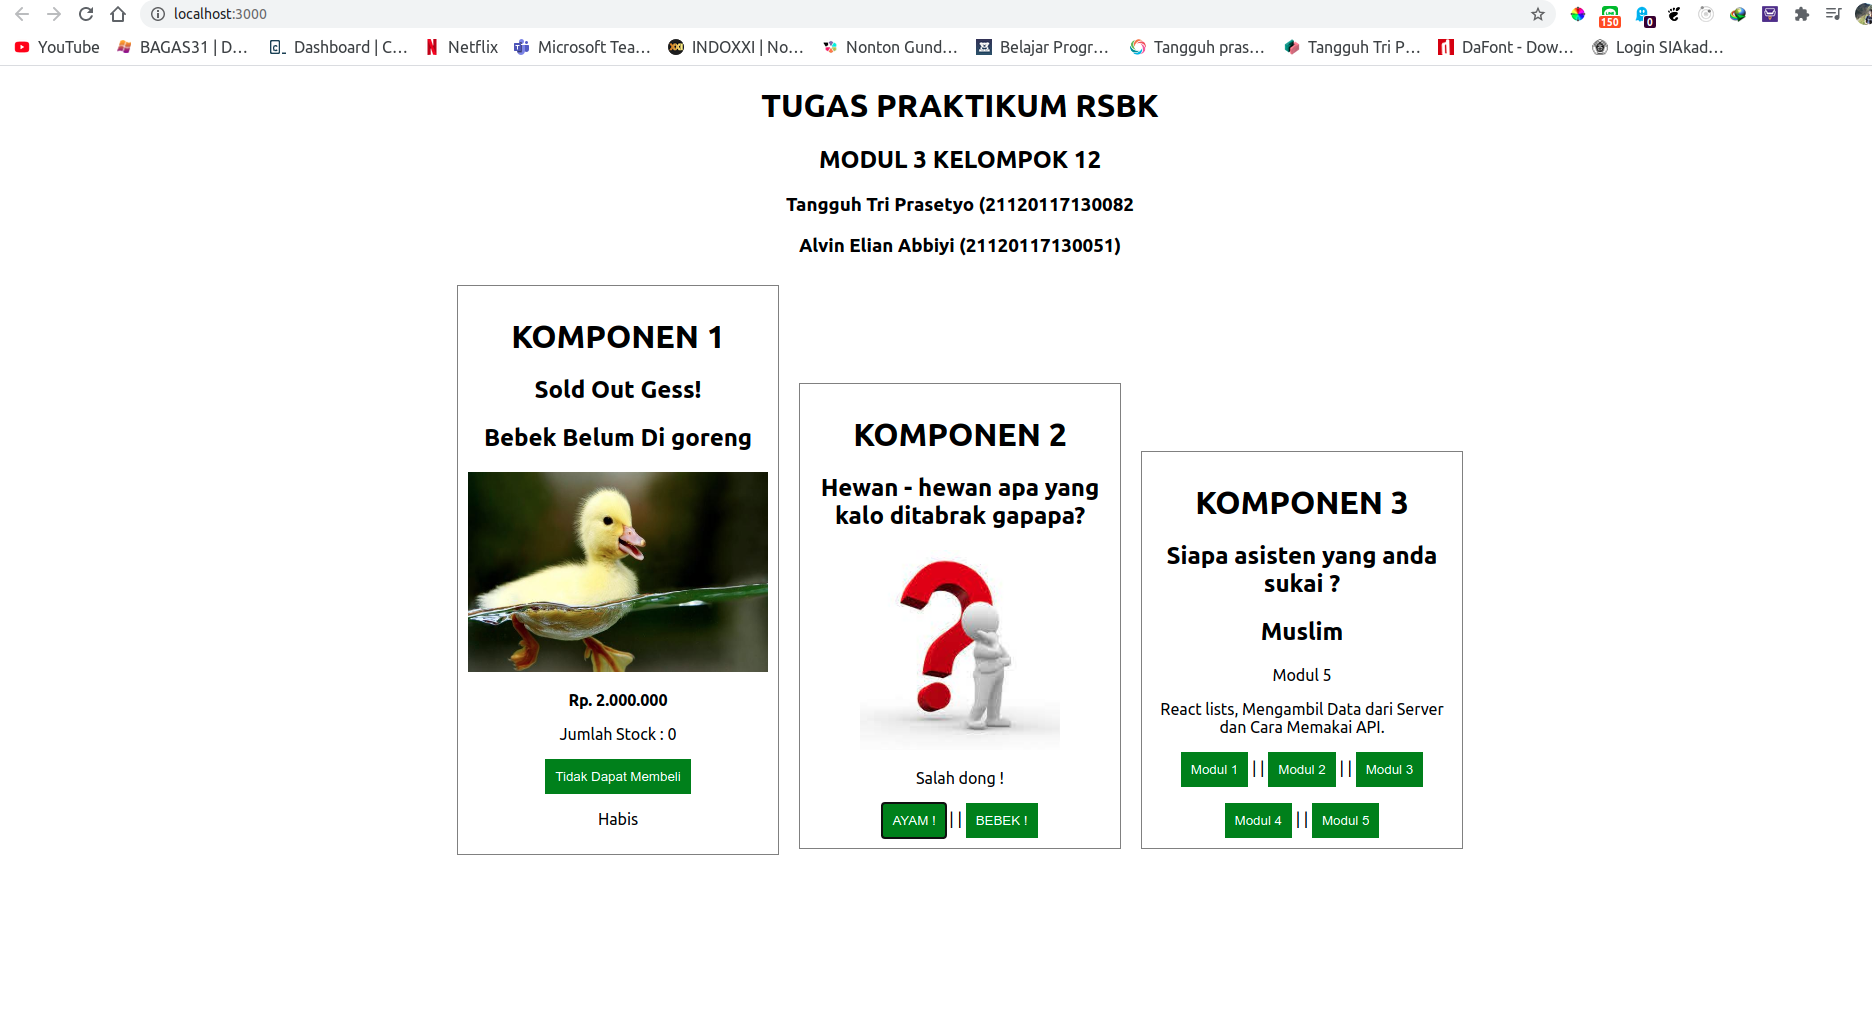 localhost:3000
150
0
YouTube
BAGAS31 | D...
Dashboard | C...
Netflix
Microsoft Tea...
INDOXXI | No...
Nonton Gund...
Belajar Progr...
Tangguh pras...
Tangguh Tri P...
DaFont - Dow...
Login SIAkad...
TUGAS PRAKTIKUM RSBK
MODUL 3 KELOMPOK 12
Tangguh Tri Prasetyo (21120117130082
Alvin Elian Abbiyi (21120117130051)
KOMPONEN 1
Sold Out Gess!
Bebek Belum Di goreng
Rp. 2.000.000
Jumlah Stock : 0
Tidak Dapat Membeli
Habis
KOMPONEN 2
Hewan - hewan apa yang
kalo ditabrak gapapa?
Salah dong !
AYAM ! || BEBEK !
KOMPONEN 3
Siapa asisten yang anda
sukai ?
Muslim
Modul 5
React lists, Mengambil Data dari Server
dan Cara Memakai API.
Modul 1 || Modul 2 || Modul 3
Modul 4 || Modul 5